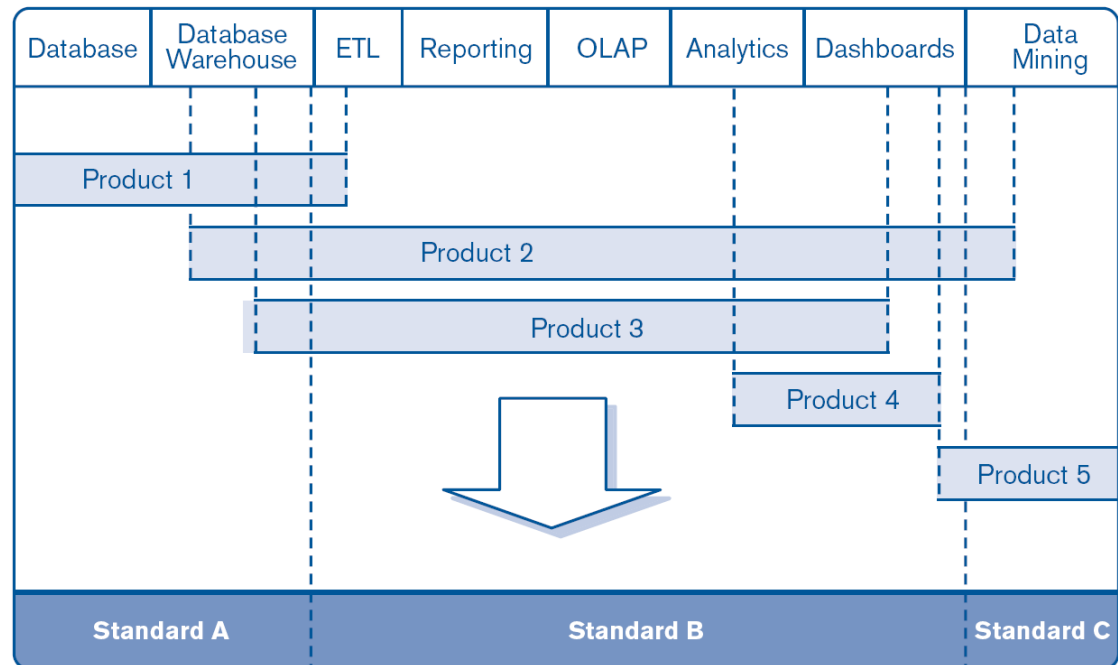 Database
Database
Warehouse
ETL
Reporting
OLAP
Analytics
Dashboards
Data
Mining
Product 1
Product 2
Product 3
Product 4
Product 5
Standard A
Standard B
Standard C